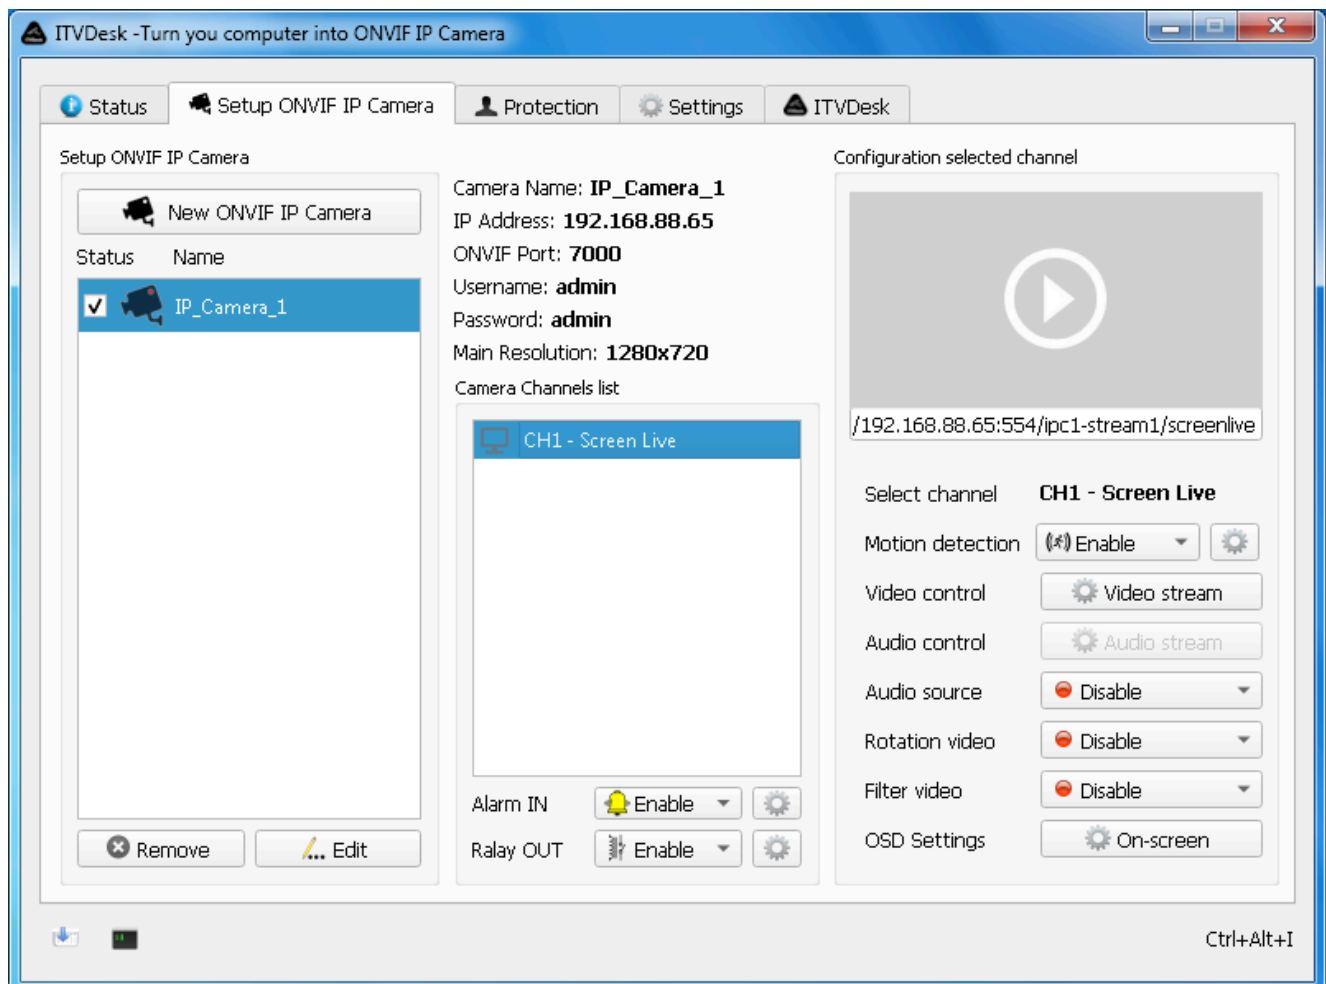 ITVDesk -Turn you computer into ONVIF IP Camera
Status
Setup ONVIF IP Camera
Protection
Settings
ITVDesk
Setup ONVIF IP Camera
New ONVIF IP Camera
Status Name
IP_Camera_1
Remove
Edit
Camera Name: IP_Camera_1
IP Address: 192.168.88.65
ONVIF Port: 7000
Username: admin
Password: admin
Main Resolution: 1280x720
Camera Channels list
CH1 - Screen Live
Alarm IN Enable
Ralay OUT Enable
Configuration selected channel
/192.168.88.65:554/ipc1-stream1/screenlive
Select channel CH1 - Screen Live
Motion detection Enable
Video control Video stream
Audio control Audio stream
Audio source Disable
Rotation video Disable
Filter video Disable
OSD Settings On-screen
Ctrl+Alt+I